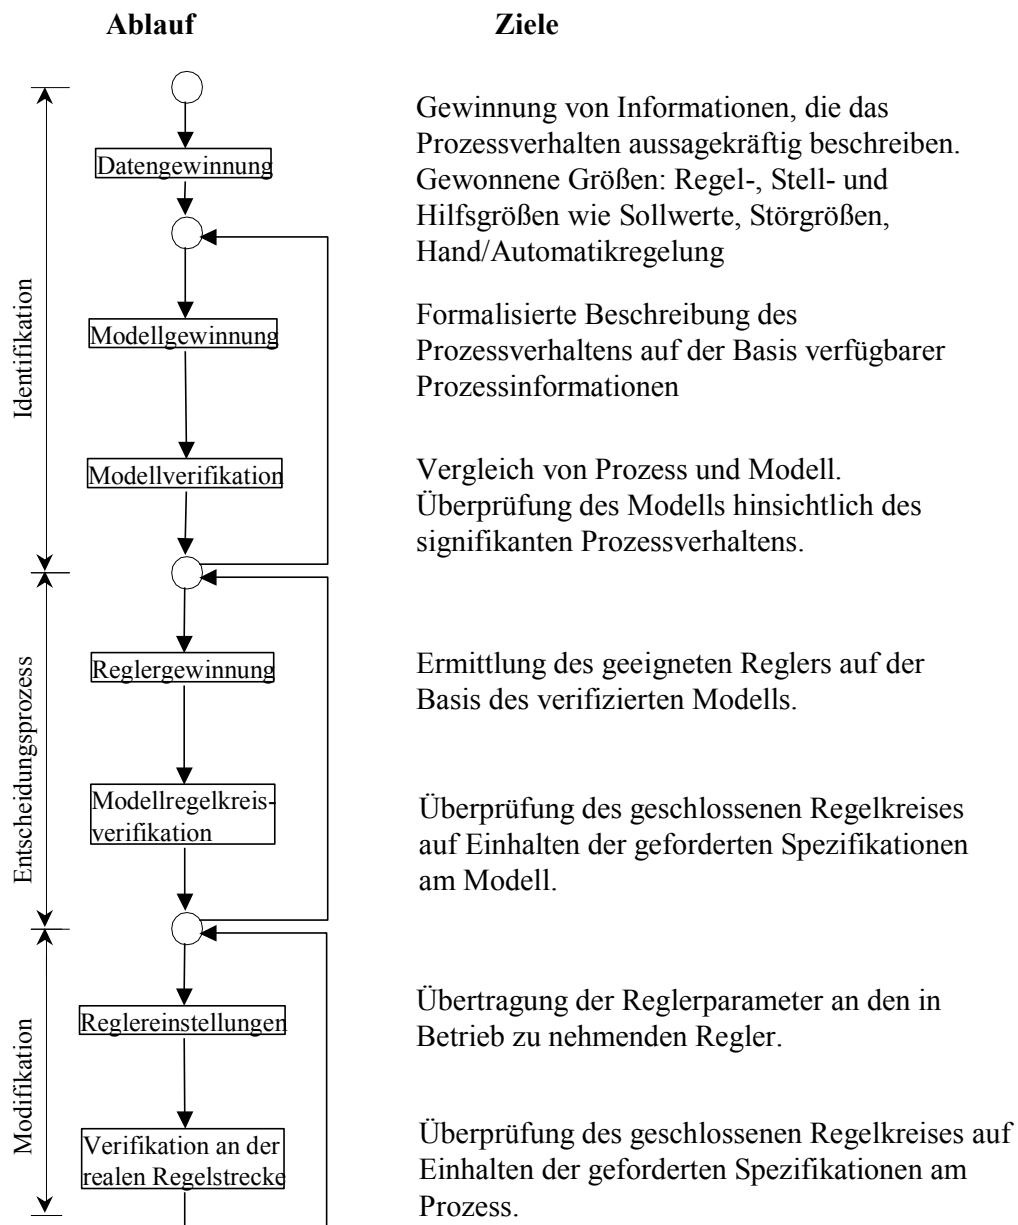 Ablauf
Ziele
Identifikation
Datengewinnung
Gewinnung von Informationen, die das
Prozessverhalten aussagekräftig beschreiben.
Gewonnene Größen: Regel-, Stell- und
Hilfsgrößen wie Sollwerte, Störgrößen,
Hand/Automatikregelung
Modellgewinnung
Formalisierte Beschreibung des
Prozessverhaltens auf der Basis verfügbarer
Prozessinformationen
Modellverifikation
Vergleich von Prozess und Modell.
Überprüfung des Modells hinsichtlich des
signifikanten Prozessverhaltens.
Entscheidungsprozess
Reglergewinnung
Ermittlung des geeigneten Reglers auf der
Basis des verifizierten Modells.
Modellregelkreis-
verifikation
Überprüfung des geschlossenen Regelkreises
auf Einhalten der geforderten Spezifikationen
am Modell.
Modifikation
Reglereinstellungen
Übertragung der Reglerparameter an den in
Betrieb zu nehmenden Regler.
Verifikation an der
realen Regelstrecke
Überprüfung des geschlossenen Regelkreises auf
Einhalten der geforderten Spezifikationen am
Prozess.